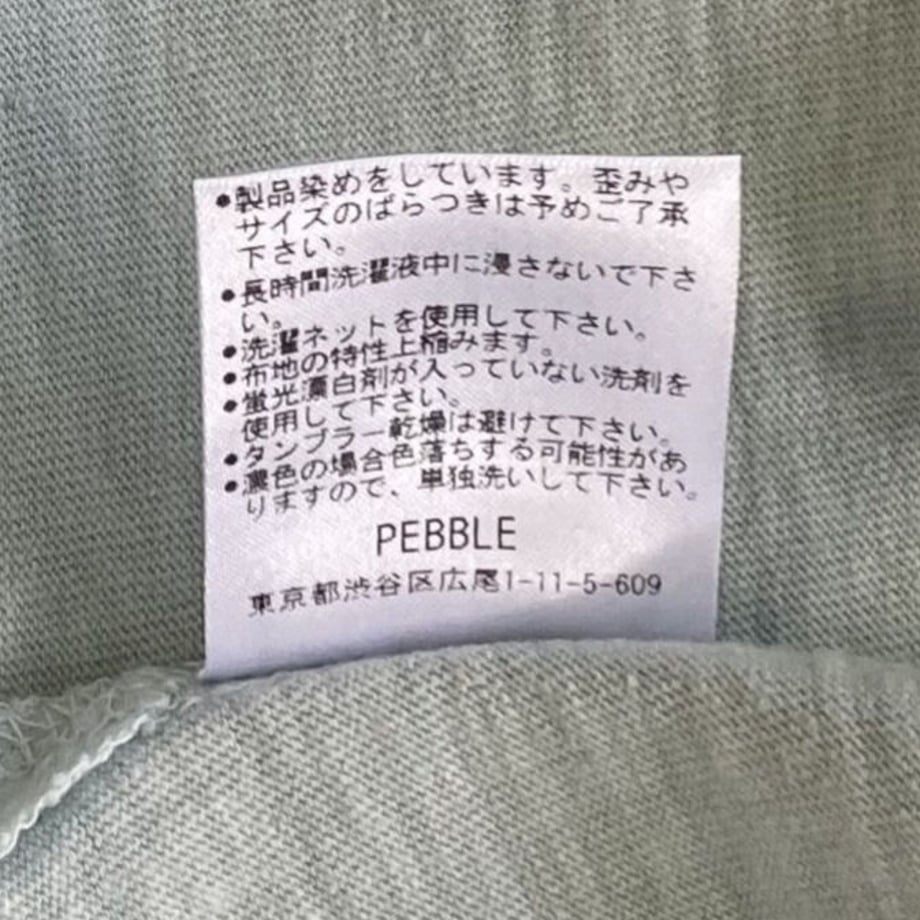 ●製品染めをしています。歪みや
サイズのばらつきは予めご了承
下さい。
●長時間洗濯液中に浸さないで下さ
い。
●洗濯ネットを使用して下さい。
●布地の特性上縮みます。
●蛍光漂白剤が入っていない洗剤を
使用して下さい。
●タンブラー乾燥は避けて下さい。
●濃色の場合色落ちする可能性があ
りますので、単独洗いして下さい。
PEBBLE
東京都渋谷区広尾1-11-5-609